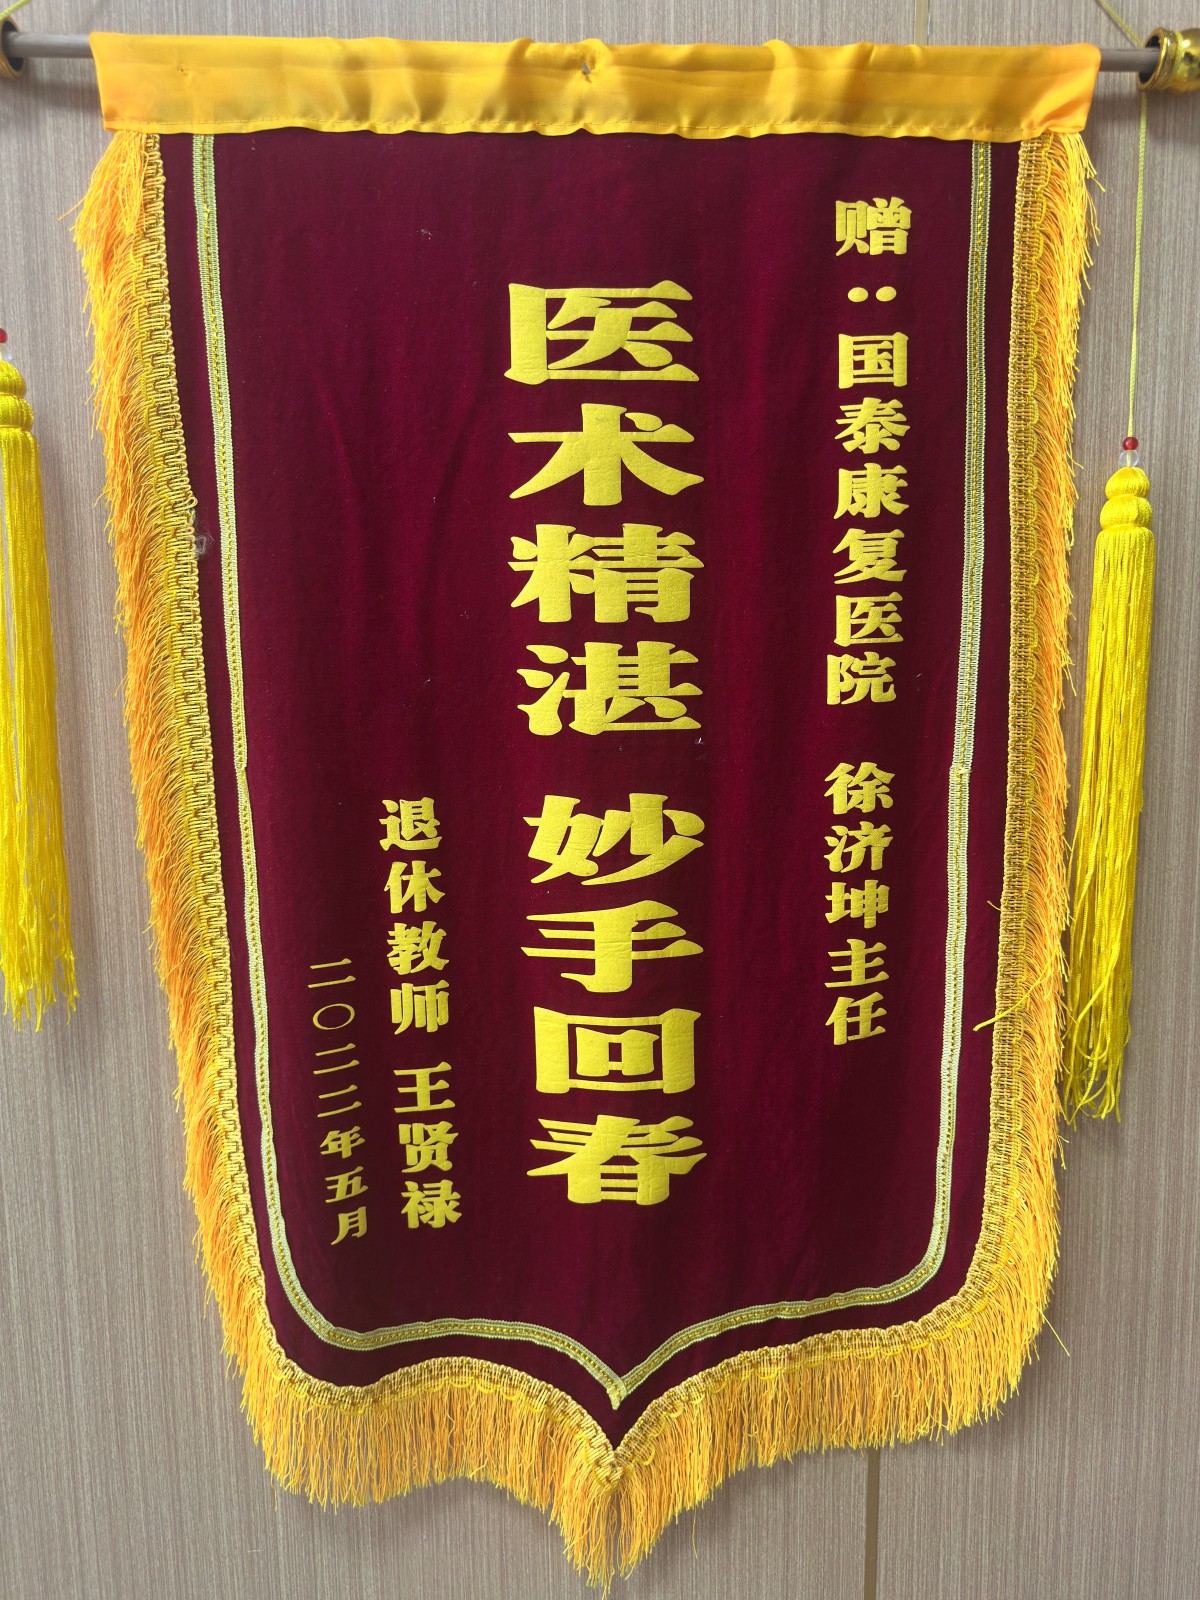 赠：国泰康复医院 徐济坤主任
医术精湛 妙手回春
退休教师 王贤禄
二〇二二年五月